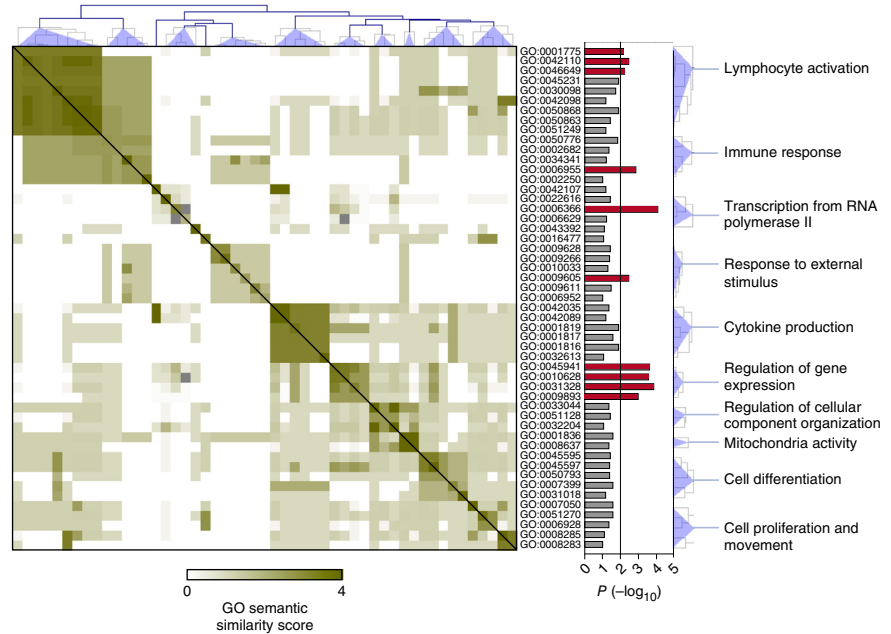 GO:0001775
GO:0042110
GO:0046649
GO:0045231
GO:0030098
GO:0042098
GO:0050868
GO:0050863
GO:0051249
GO:0050776
GO:0002682
GO:0034341
GO:0006955
GO:0002250
GO:0042107
GO:0022616
GO:0006366
GO:0006629
GO:0043392
GO:0016477
GO:0009628
GO:0009266
GO:0010033
GO:0009605
GO:0009611
GO:0006952
GO:0042035
GO:0042089
GO:0001819
GO:0001817
GO:0001816
GO:0032613
GO:0045941
GO:0010628
GO:0031328
GO:0009893
GO:0033044
GO:0051128
GO:0032204
GO:0001836
GO:0008637
GO:0045595
GO:0045597
GO:0050793
GO:0007399
GO:0031018
GO:0007050
GO:0051270
GO:0006928
GO:0008285
GO:0008283
Lymphocyte activation
Immune response
Transcription from RNA
polymerase II
Response to external
stimulus
Cytokine production
Regulation of gene
expression
Regulation of cellular
component organization
Mitochondria activity
Cell differentiation
Cell proliferation and
movement
0 1 2 3 4 5
P (−log10)
0 4
GO semantic
similarity score